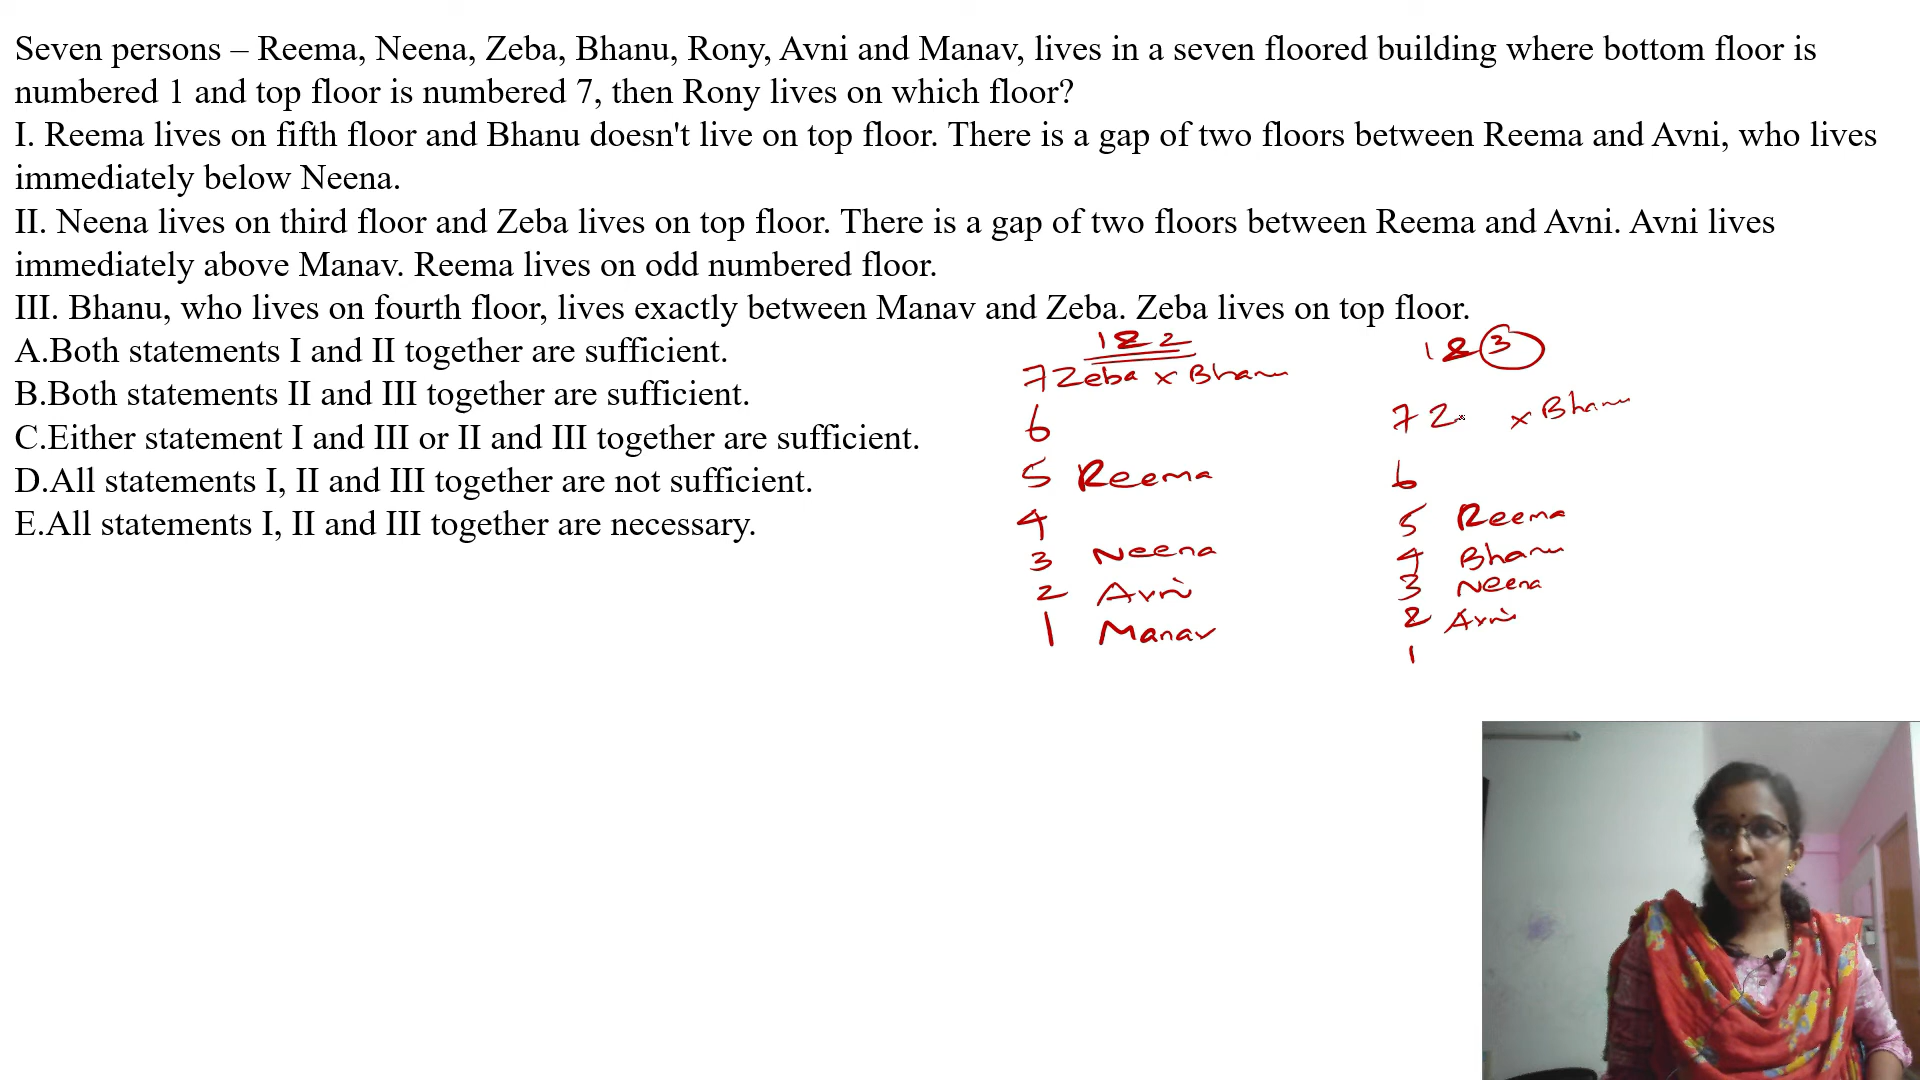 Seven persons – Reema, Neena, Zeba, Bhanu, Rony, Avni and Manav, lives in a seven floored building where bottom floor is
numbered 1 and top floor is numbered 7, then Rony lives on which floor?
I. Reema lives on fifth floor and Bhanu doesn't live on top floor. There is a gap of two floors between Reema and Avni, who lives
immediately below Neena.
II. Neena lives on third floor and Zeba lives on top floor. There is a gap of two floors between Reema and Avni. Avni lives
immediately above Manav. Reema lives on odd numbered floor.
III. Bhanu, who lives on fourth floor, lives exactly between Manav and Zeba. Zeba lives on top floor.
A.Both statements I and II together are sufficient.
B.Both statements II and III together are sufficient.
C.Either statement I and III or II and III together are sufficient.
D.All statements I, II and III together are not sufficient.
E.All statements I, II and III together are necessary.
1 & 2
7 Zeba x Bhanu
6
5 Reema
4
3 Neena
2 Avni
1 Manav
1 & 3
7 Z x Bhanu
6
5 Reema
4 Bhanu
3 Neena
2 Avni
1